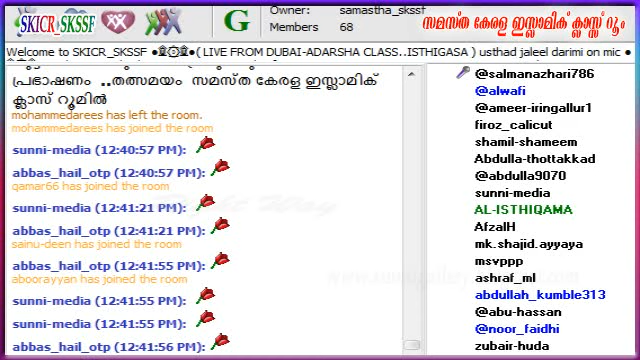 SKICR SKSSF
G
Owner: samastha_skssf
Members 68
സമസ്ത കേരള ഇസ്ലാമിക് ക്ലാസ്സ് റൂം
Welcome to SKICR_SKSSF ●۩۞۩●( LIVE FROM DUBAI-ADARSHA CLASS..ISTHIGASA ) usthad jaleel darimi on mic ●
പ്രഭാഷണം ..തത്സമയം സമസ്ത കേരള ഇസ്ലാമിക്
ക്ലാസ് റൂമില്‍
mohammedarees has left the room.
mohammedarees has joined the room
sunni-media (12:40:57 PM):
abbas_hail_otp (12:40:57 PM):
qamar66 has joined the room
sunni-media (12:41:21 PM):
abbas_hail_otp (12:41:21 PM):
sainu-deen has joined the room
abbas_hail_otp (12:41:55 PM):
aboorayyan has joined the room
sunni-media (12:41:55 PM):
sunni-media (12:41:55 PM):
abbas_hail_otp (12:41:56 PM):
@salmanazhari786
@alwafi
@ameer-iringallur1
firoz_calicut
shamil-shameem
Abdulla-thottakkad
@abdulla9070
sunni-media
AL-ISTHIQAMA
AfzalH
mk.shajid.ayyaya
msvppp
ashraf_ml
abdullah_kumble313
@abu-hassan
@noor_faidhi
zubair-huda